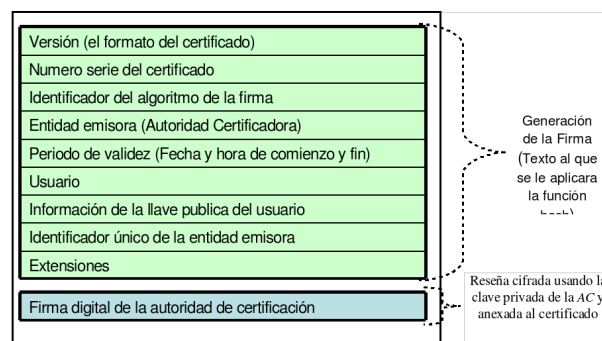 Versión (el formato del certificado)
Numero serie del certificado
Identificador del algoritmo de la firma
Entidad emisora (Autoridad Certificadora)
Periodo de validez (Fecha y hora de comienzo y fin)
Usuario
Información de la llave publica del usuario
Identificador único de la entidad emisora
Extensiones
Firma digital de la autoridad de certificación
Generación
de la Firma
(Texto al que
se le aplicara
la función
Reseña cifrada usando la
clave privada de la AC y
anexada al certificado